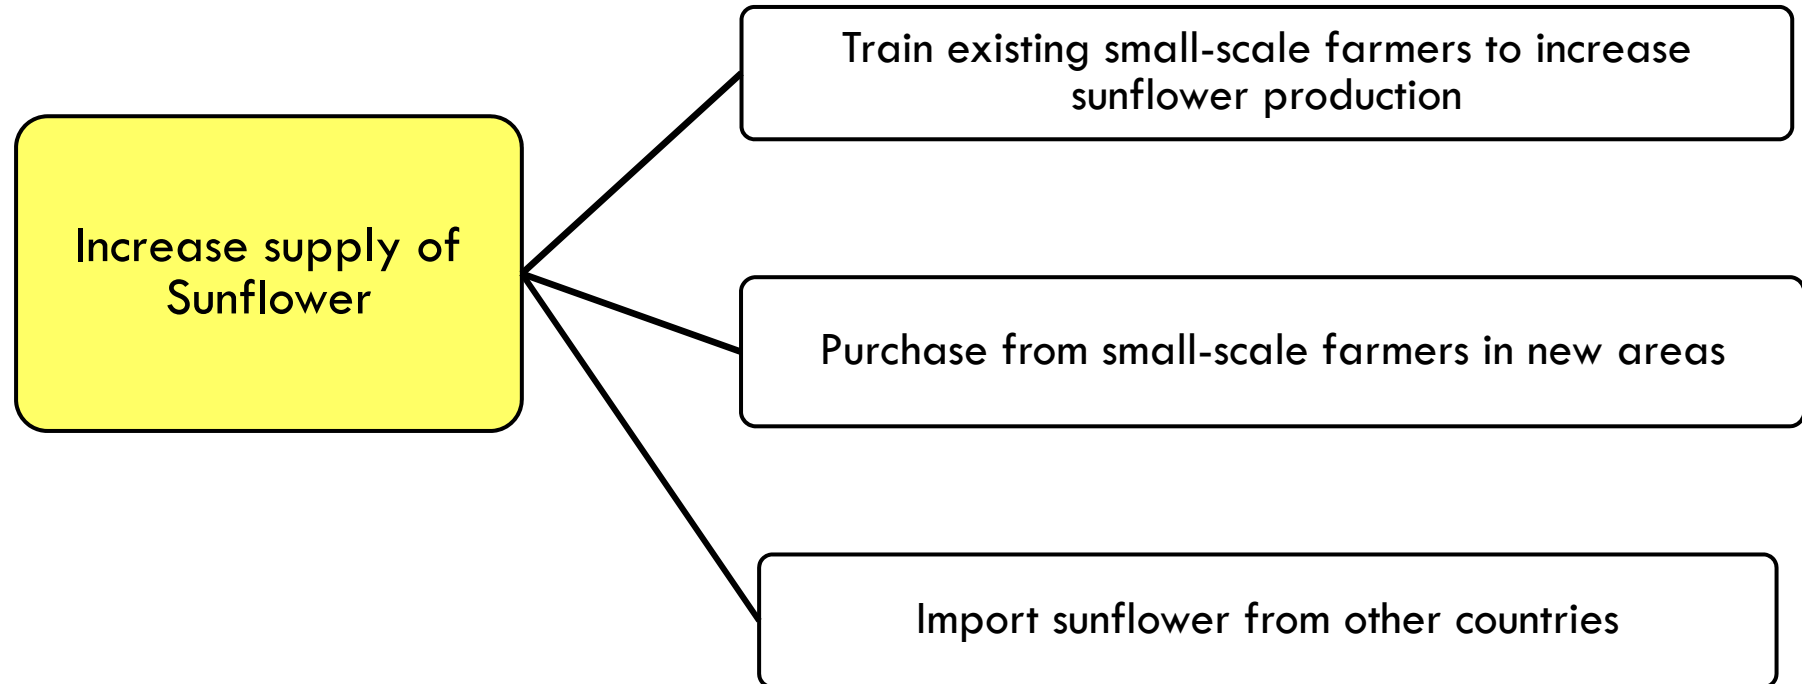 Train existing small-scale farmers to increase
sunflower production
Increase supply of
Sunflower
Purchase from small-scale farmers in new areas
Import sunflower from other countries